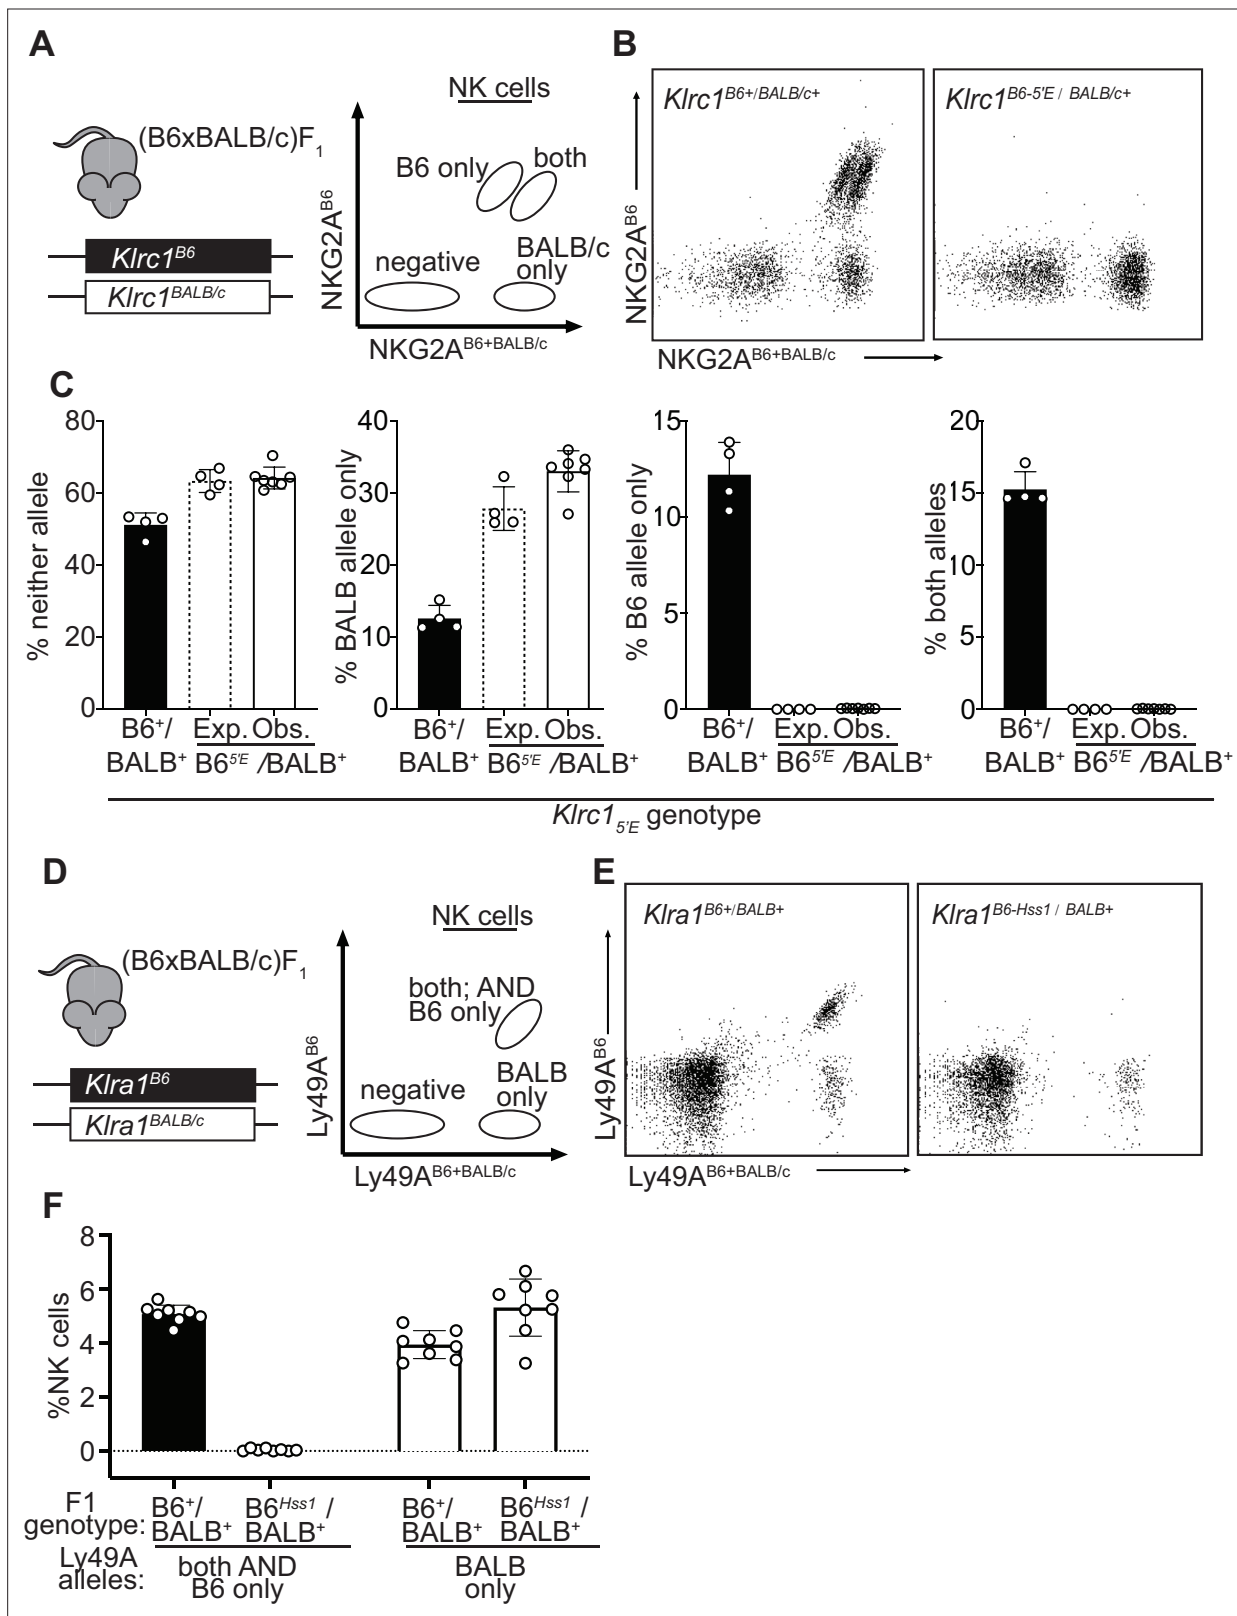 A
(B6xBALB/c)F1
Klrc1B6
Klrc1BALB/c
NK cells
B6 only
both
negative
BALB/c
only
NKG2AB6
NKG2AB6+BALB/c
B
Klrc1B6+/BALB/c+
Klrc1B6-5'E / BALB/c+
NKG2AB6
NKG2AB6+BALB/c
C
% neither allele
80
60
40
20
0
B6+/
BALB+
Exp. Obs.
B65'E /BALB+
% BALB allele only
40
30
20
10
0
B6+/
BALB+
Exp. Obs.
B65'E /BALB+
% B6 allele only
15
10
5
0
B6+/
BALB+
Exp. Obs.
B65'E /BALB+
% both alleles
20
15
10
5
0
B6+/
BALB+
Exp. Obs.
B65'E /BALB+
Klrc15'E genotype
D
(B6xBALB/c)F1
Klra1B6
Klra1BALB/c
NK cells
both; AND
B6 only
negative
BALB
only
Ly49AB6
Ly49AB6+BALB/c
E
Klra1B6+/BALB+
Klra1B6-Hss1 / BALB+
Ly49AB6
Ly49AB6+BALB/c
F
%NK cells
8
6
4
2
0
F1
genotype:
B6+/
BALB+
B6Hss1 /
BALB+
B6+/
BALB+
B6Hss1 /
BALB+
Ly49A
alleles:
both AND
B6 only
BALB
only